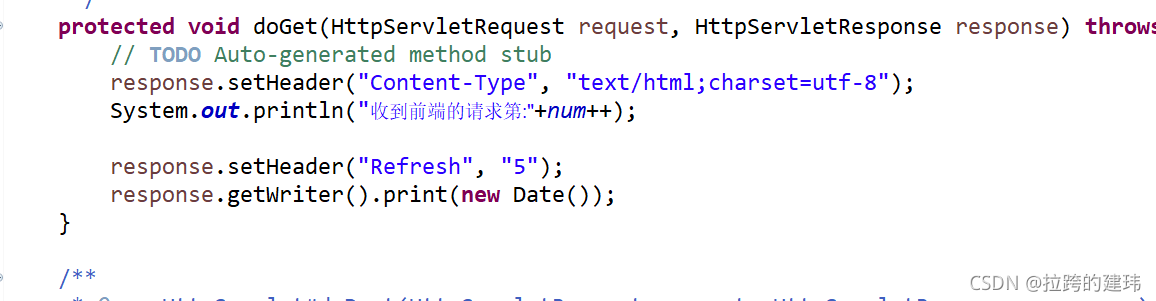 */
protected void doGet(HttpServletRequest request, HttpServletResponse response) throws
// TODO Auto-generated method stub
response.setHeader("Content-Type", "text/html;charset=utf-8");
System.out.println("收到前端的请求第:"+num++);
response.setHeader("Refresh", "5");
response.getWriter().print(new Date());
}
/**
CSDN @拉跨的建玮